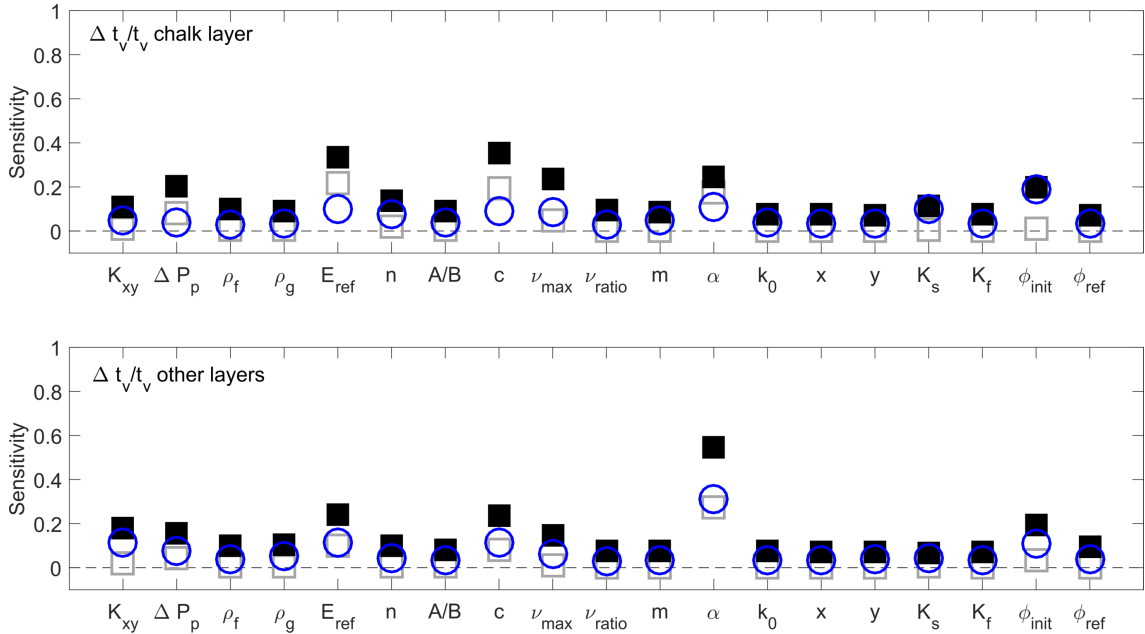 1
Δ t_v/t_v chalk layer
0.8
0.6
0.4
0.2
0
Sensitivity
K_xy Δ P_p ρ_f ρ_g E_ref n A/B c ν_max ν_ratio m α k_0 x y K_s K_f ϕ_init ϕ_ref
1
Δ t_v/t_v other layers
0.8
0.6
0.4
0.2
0
Sensitivity
K_xy Δ P_p ρ_f ρ_g E_ref n A/B c ν_max ν_ratio m α k_0 x y K_s K_f ϕ_init ϕ_ref